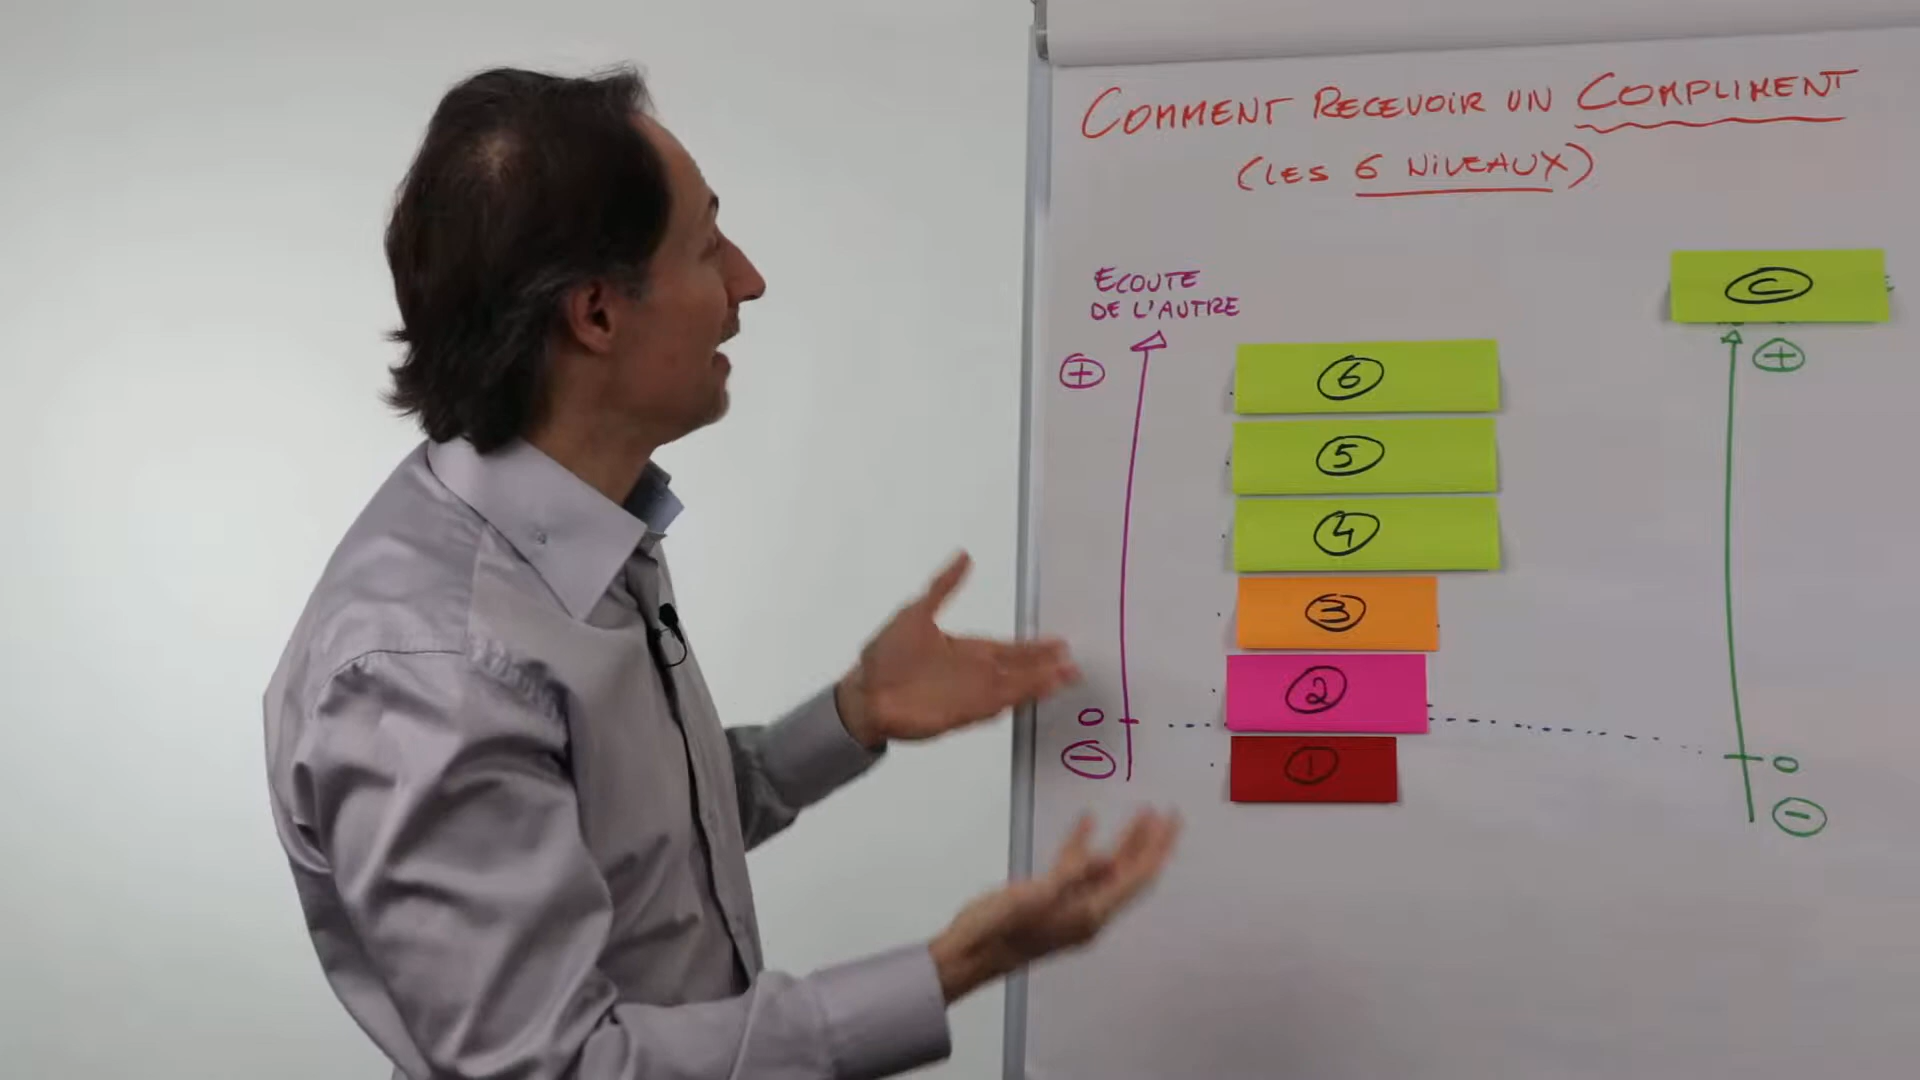 COMMENT RECEVOIR UN COMPLIMENT
(LES 6 NIVEAUX)
ECOUTE
DE L'AUTRE
+
6
5
4
3
2
1
0
-
C
+
0
-